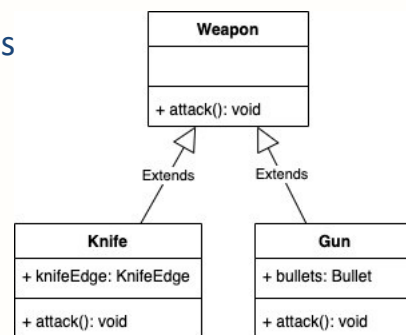 s
Weapon
+ attack(): void
Extends
Extends
Knife
Gun
+ knifeEdge: KnifeEdge
+ bullets: Bullet
+ attack(): void
+ attack(): void